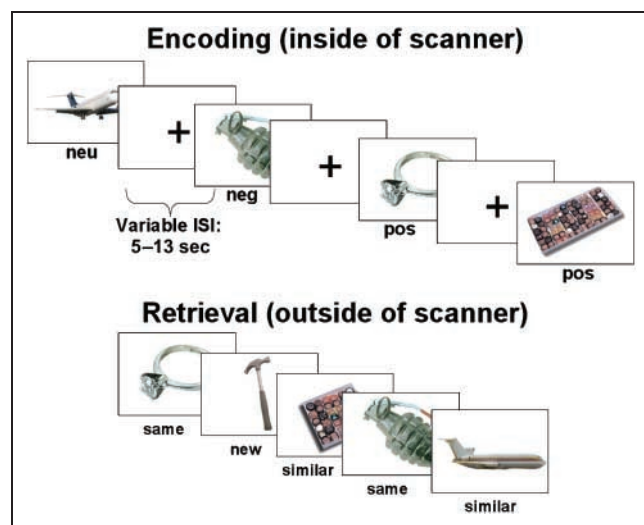 Encoding (inside of scanner)
neu
+
neg
+
pos
+
pos
Variable ISI:
5–13 sec
Retrieval (outside of scanner)
same
new
similar
same
similar